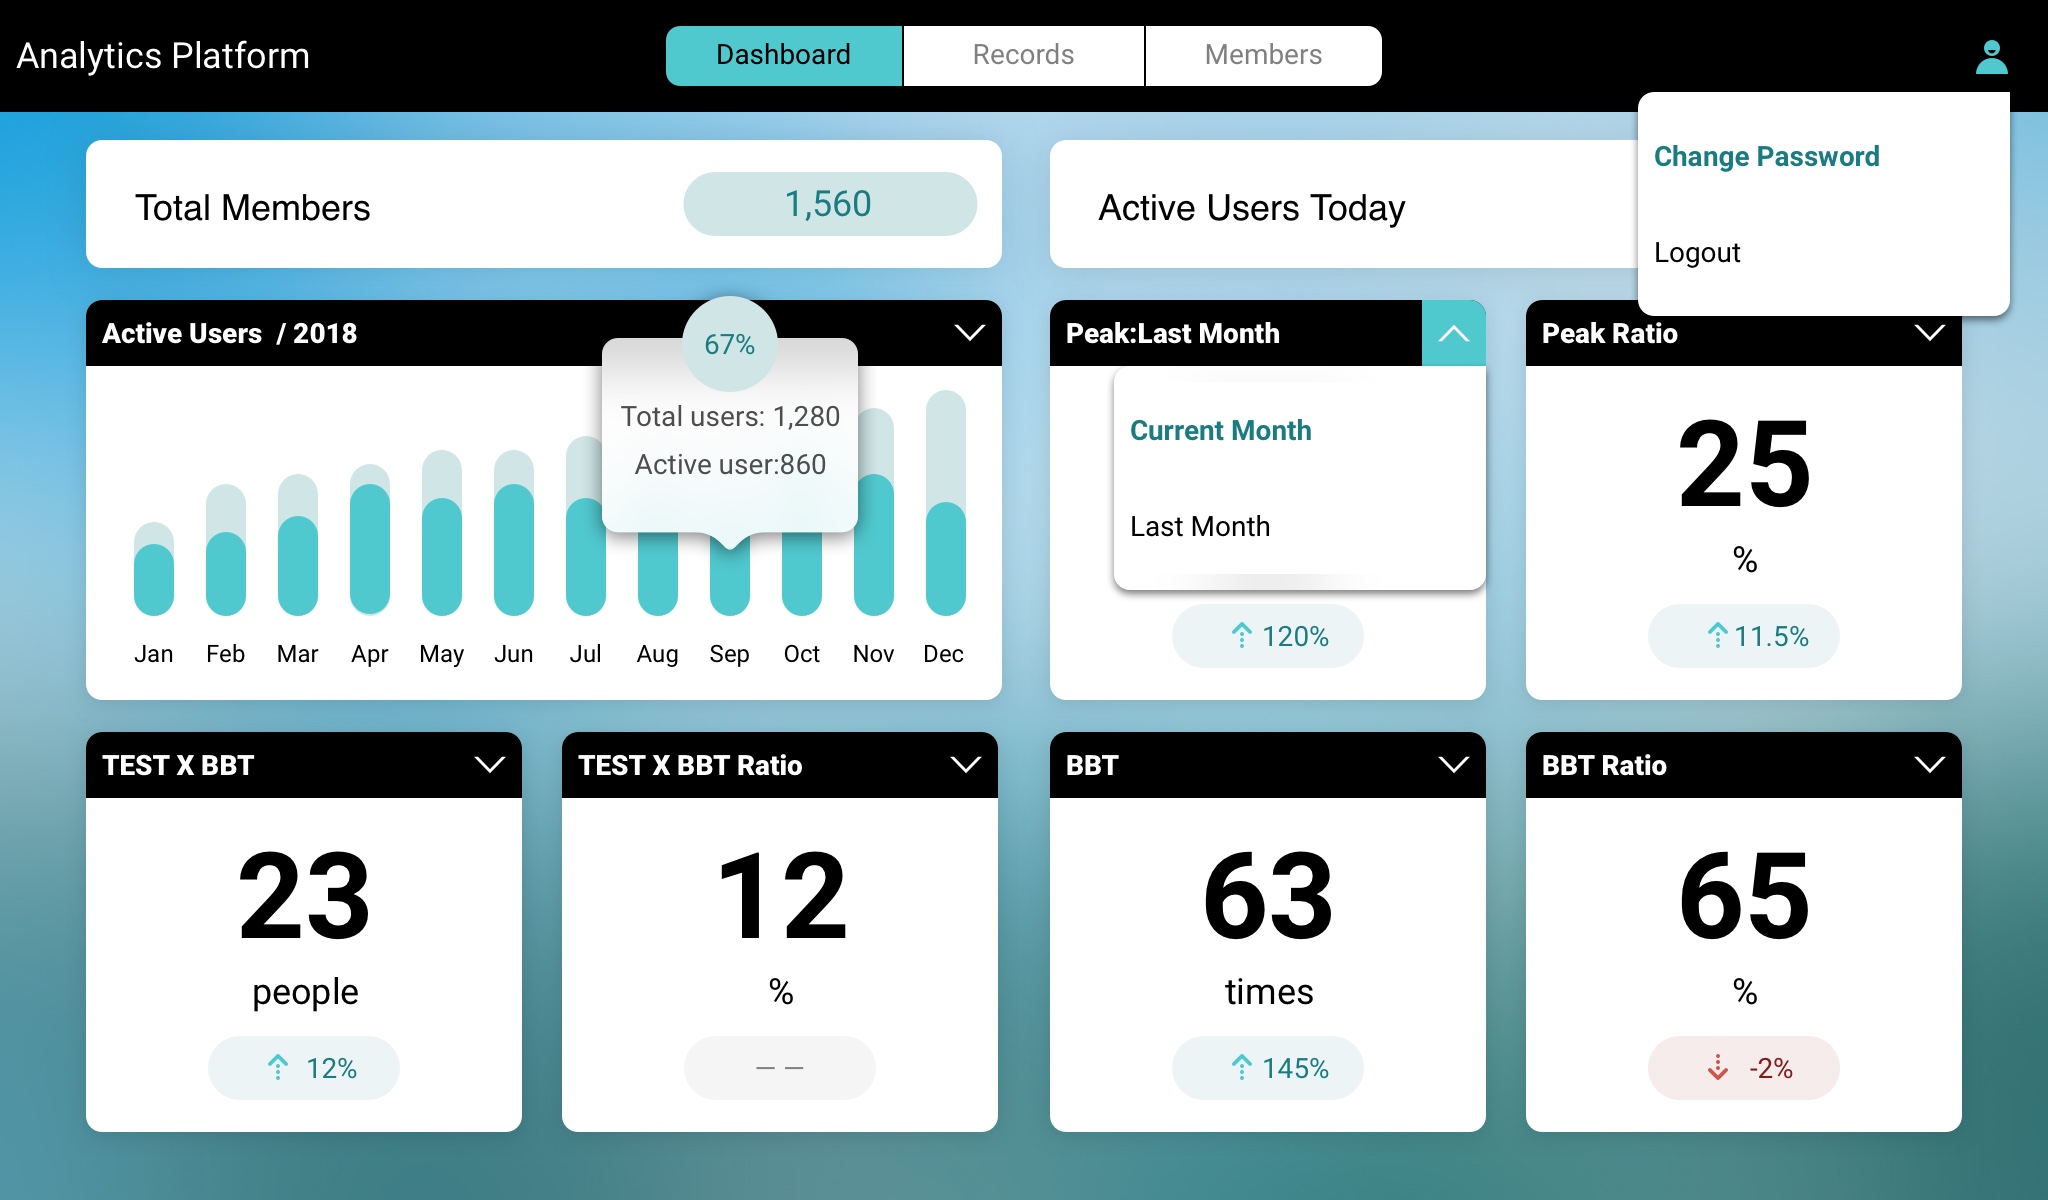 Analytics Platform
Dashboard
Records
Members
Change Password
Logout
Total Members
1,560
Active Users Today
Active Users / 2018
67%
Total users: 1,280
Active user:860
Jan Feb Mar Apr May Jun Jul Aug Sep Oct Nov Dec
Peak:Last Month
Current Month
Last Month
120%
Peak Ratio
25
%
11.5%
TEST X BBT
23
people
12%
TEST X BBT Ratio
12
%
– –
BBT
63
times
145%
BBT Ratio
65
%
-2%